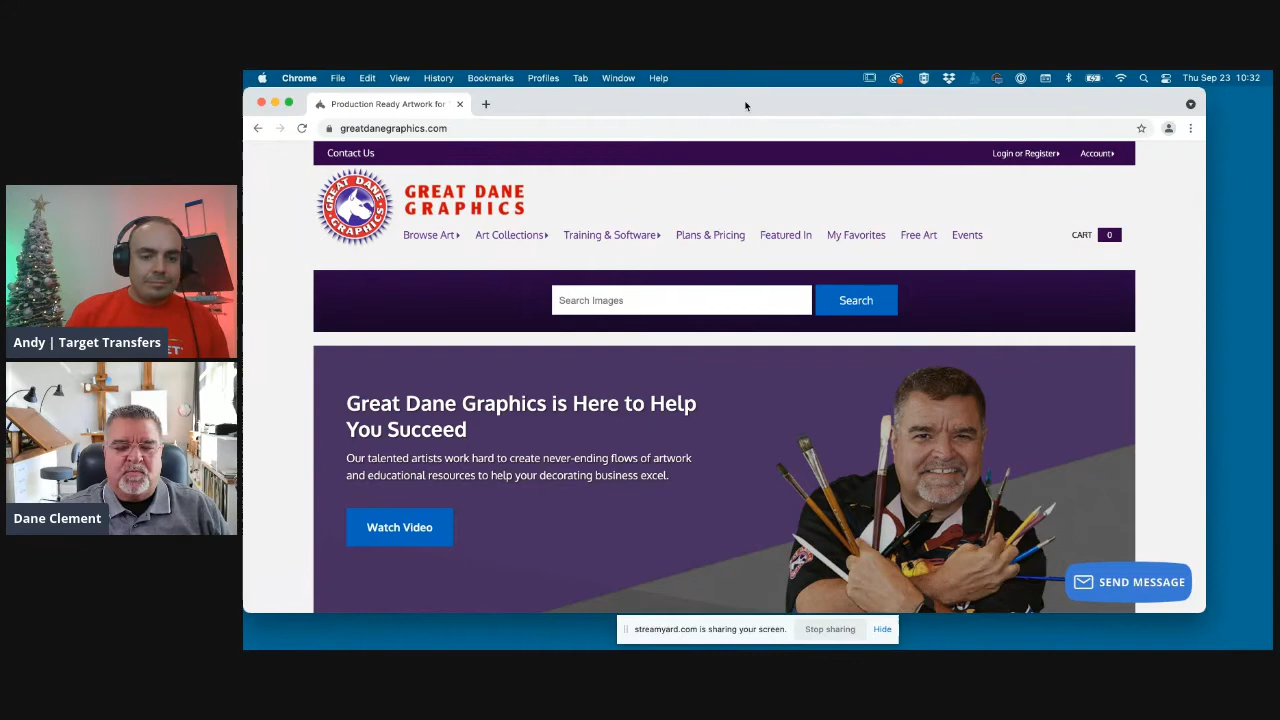 Chrome File Edit View History Bookmarks Profiles Tab Window Help Thu Sep 23 10:32
Production Ready Artwork for
greatdanegraphics.com
Contact Us Login or Register Account
GREAT DANE GRAPHICS
GREAT DANE
GRAPHICS
Browse Art Art Collections Training & Software Plans & Pricing Featured In My Favorites Free Art Events CART 0
Search Images Search
Great Dane Graphics is Here to Help
You Succeed
Our talented artists work hard to create never-ending flows of artwork
and educational resources to help your decorating business excel.
Watch Video
SEND MESSAGE
streamyard.com is sharing your screen. Stop sharing Hide
Andy | Target Transfers
Dane Clement